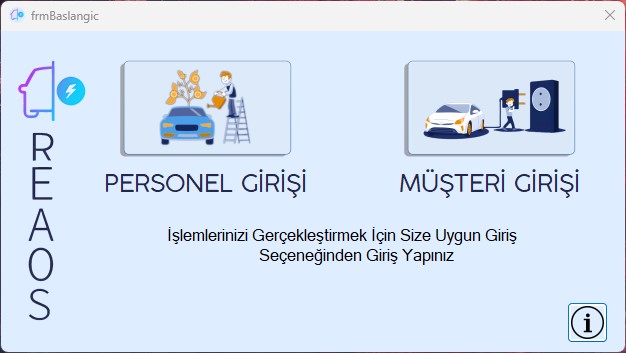 frmBaslangic
REAOS
PERSONEL GİRİŞİ
MÜŞTERİ GİRİŞİ
İşlemlerinizi Gerçekleştirmek İçin Size Uygun Giriş
Seçeneğinden Giriş Yapınız